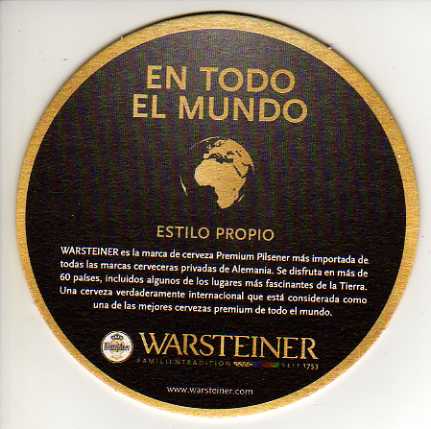 EN TODO
EL MUNDO
ESTILO PROPIO
WARSTEINER es la marca de cerveza Premium Pilsener más importada de
todas las marcas cerveceras privadas de Alemania. Se disfruta en más de
60 países, incluidos algunos de los lugares más fascinantes de la Tierra.
Una cerveza verdaderamente internacional que está considerada como
una de las mejores cervezas premium de todo el mundo.
Warsteiner WARSTEINER
FAMILIENTRADITION SEIT 1753
www.warsteiner.com